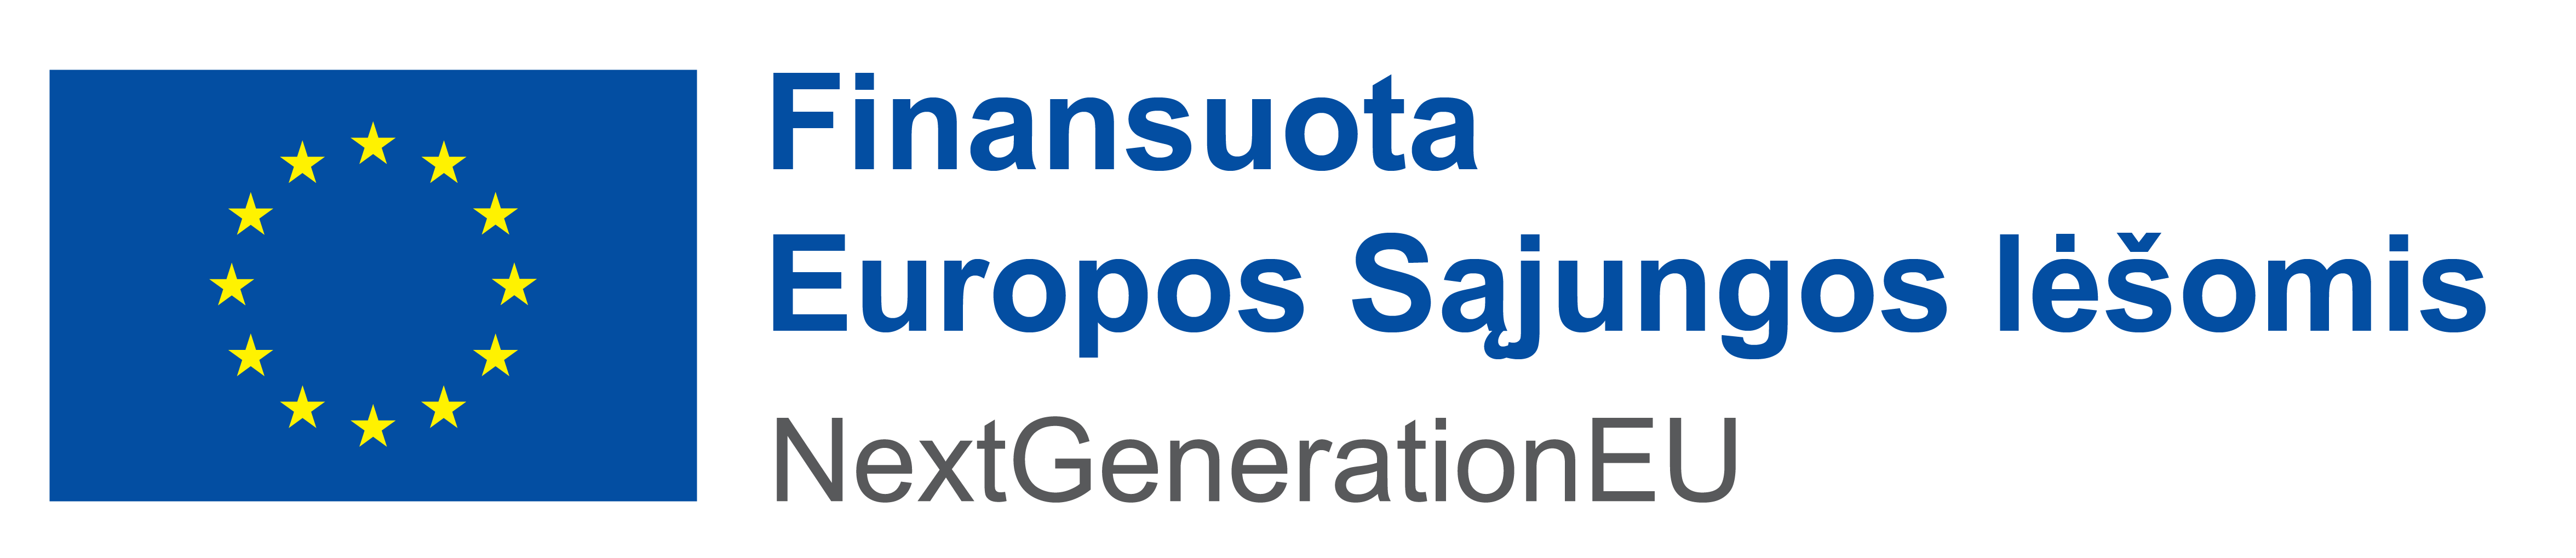 Finansuota
Europos Sąjungos lėšomis
NextGenerationEU